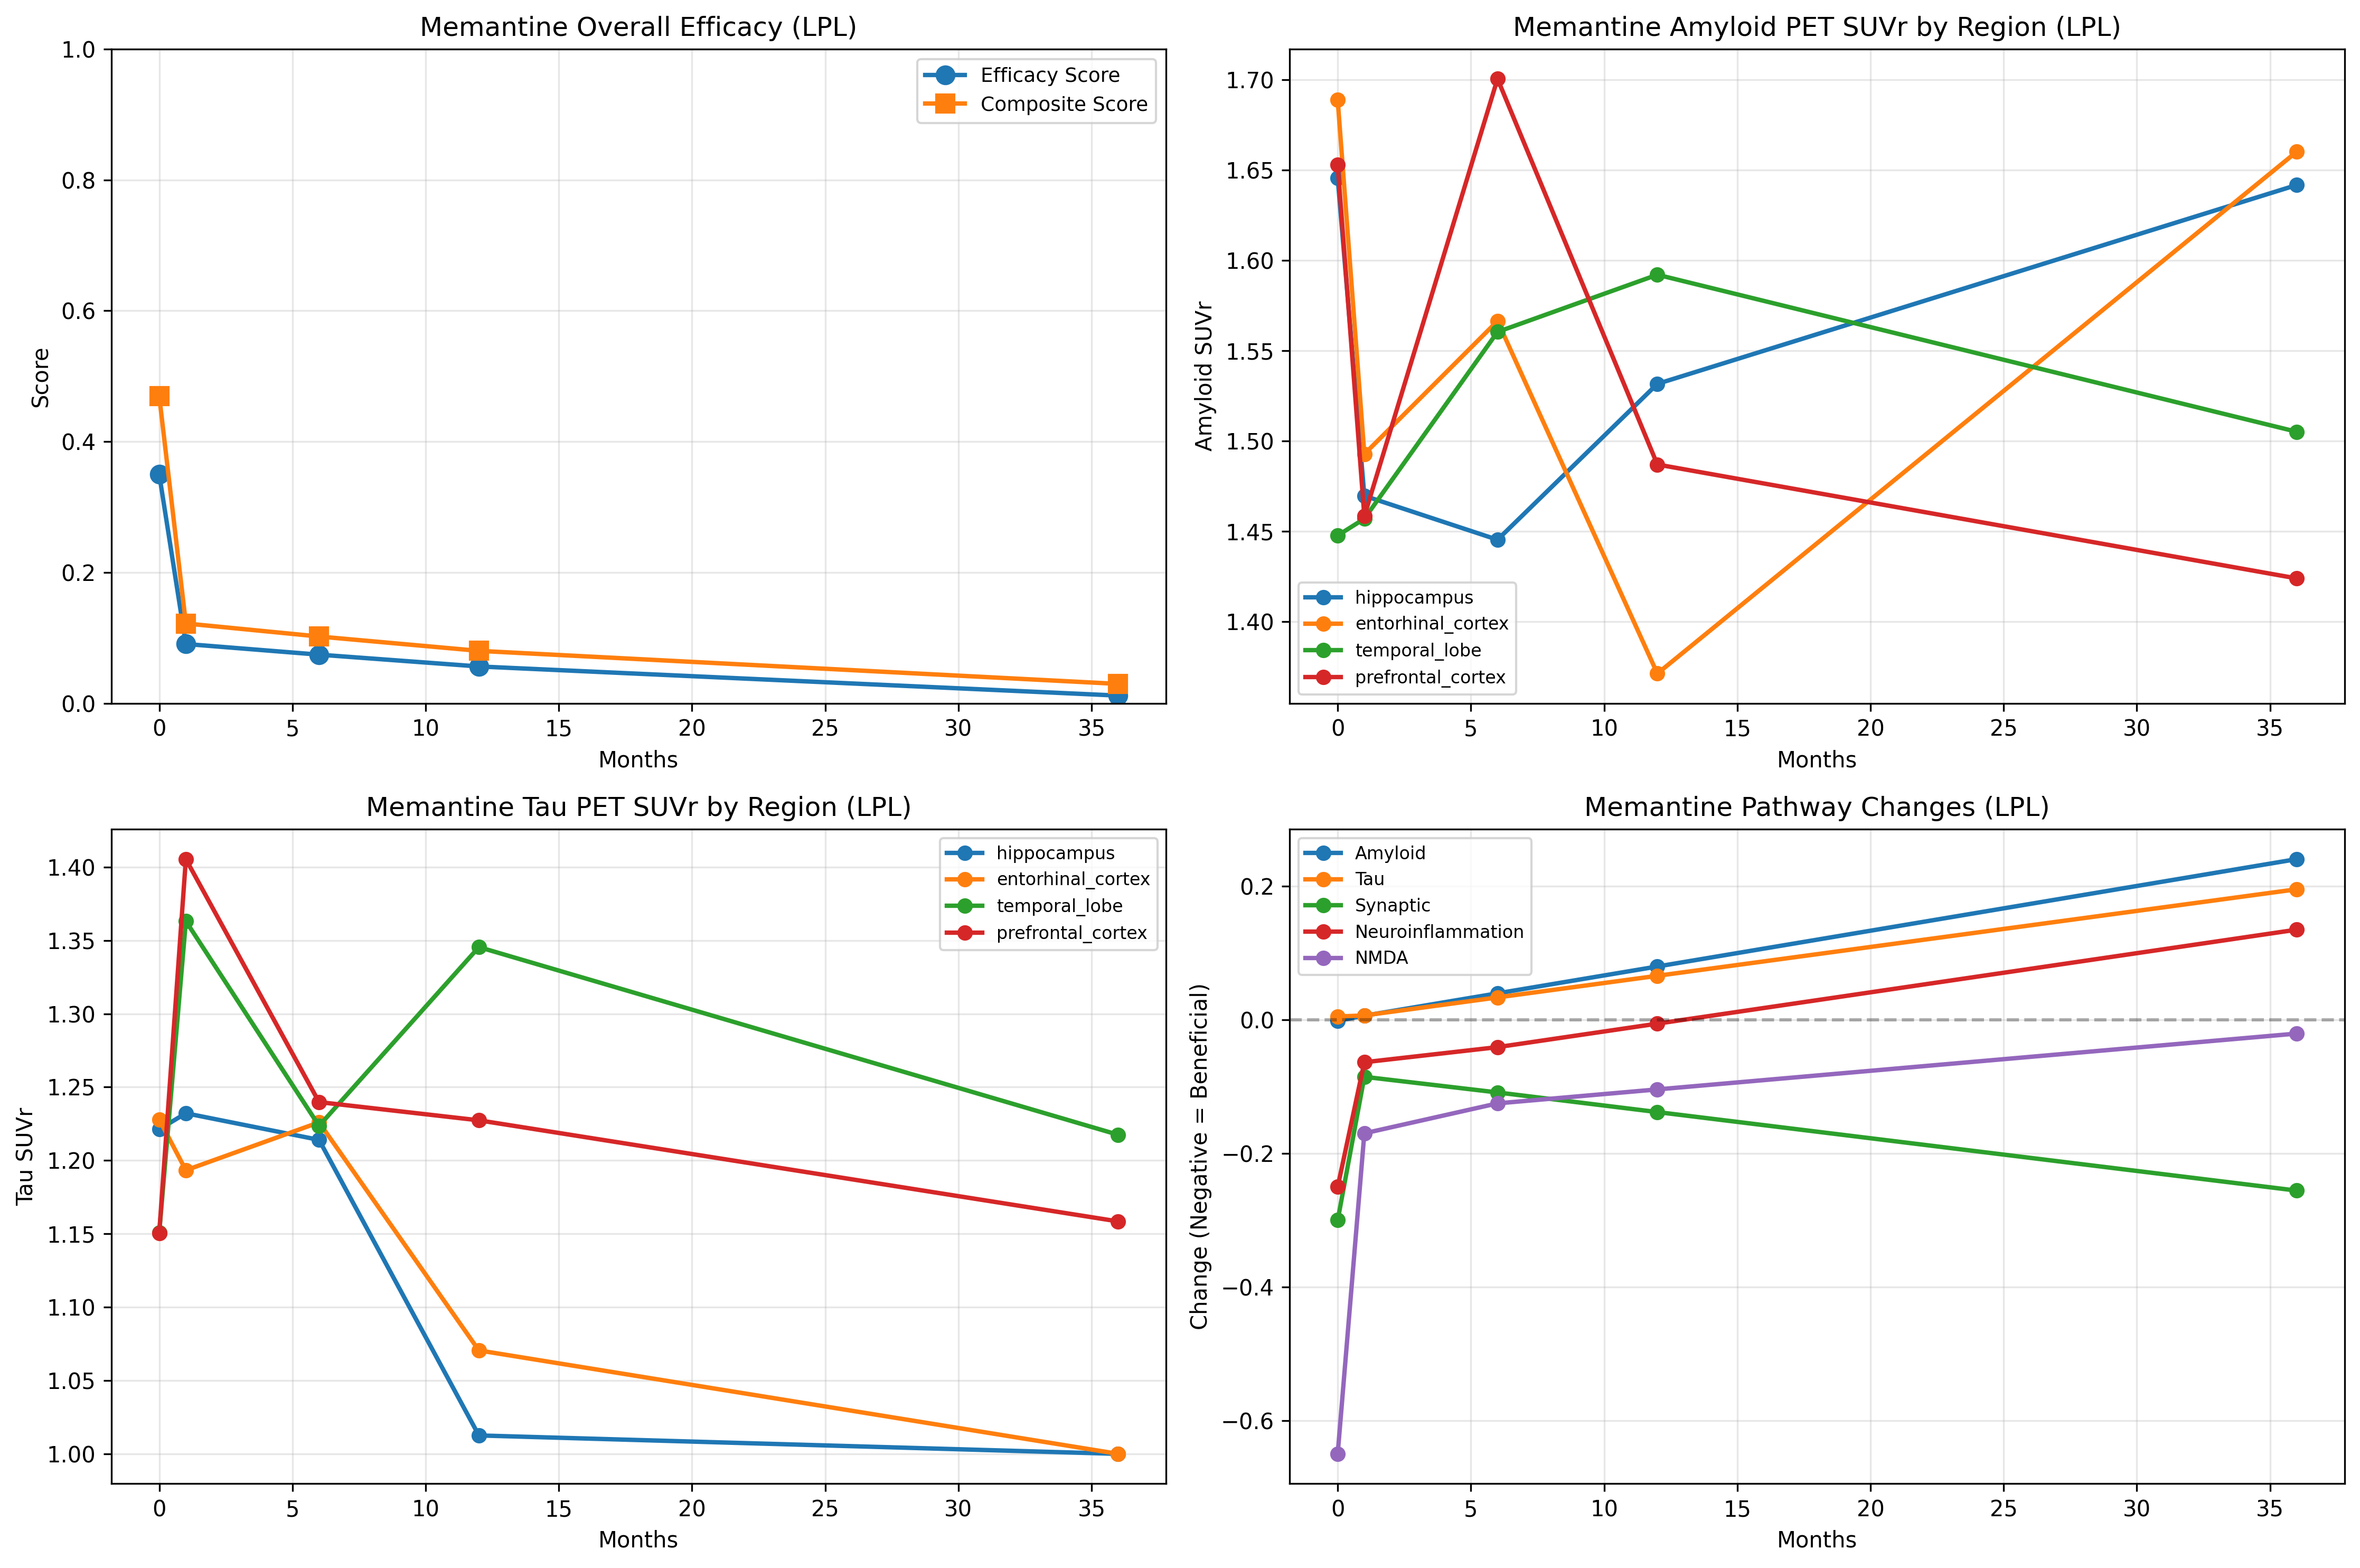 Memantine Overall Efficacy (LPL)
Score
1.0
0.8
0.6
0.4
0.2
0.0
Efficacy Score
Composite Score
0 5 10 15 20 25 30 35
Months
Memantine Amyloid PET SUVr by Region (LPL)
Amyloid SUVr
1.70
1.65
1.60
1.55
1.50
1.45
1.40
hippocampus
entorhinal_cortex
temporal_lobe
prefrontal_cortex
0 5 10 15 20 25 30 35
Months
Memantine Tau PET SUVr by Region (LPL)
Tau SUVr
1.40
1.35
1.30
1.25
1.20
1.15
1.10
1.05
1.00
hippocampus
entorhinal_cortex
temporal_lobe
prefrontal_cortex
0 5 10 15 20 25 30 35
Months
Memantine Pathway Changes (LPL)
Change (Negative = Beneficial)
0.2
0.0
−0.2
−0.4
−0.6
Amyloid
Tau
Synaptic
Neuroinflammation
NMDA
0 5 10 15 20 25 30 35
Months